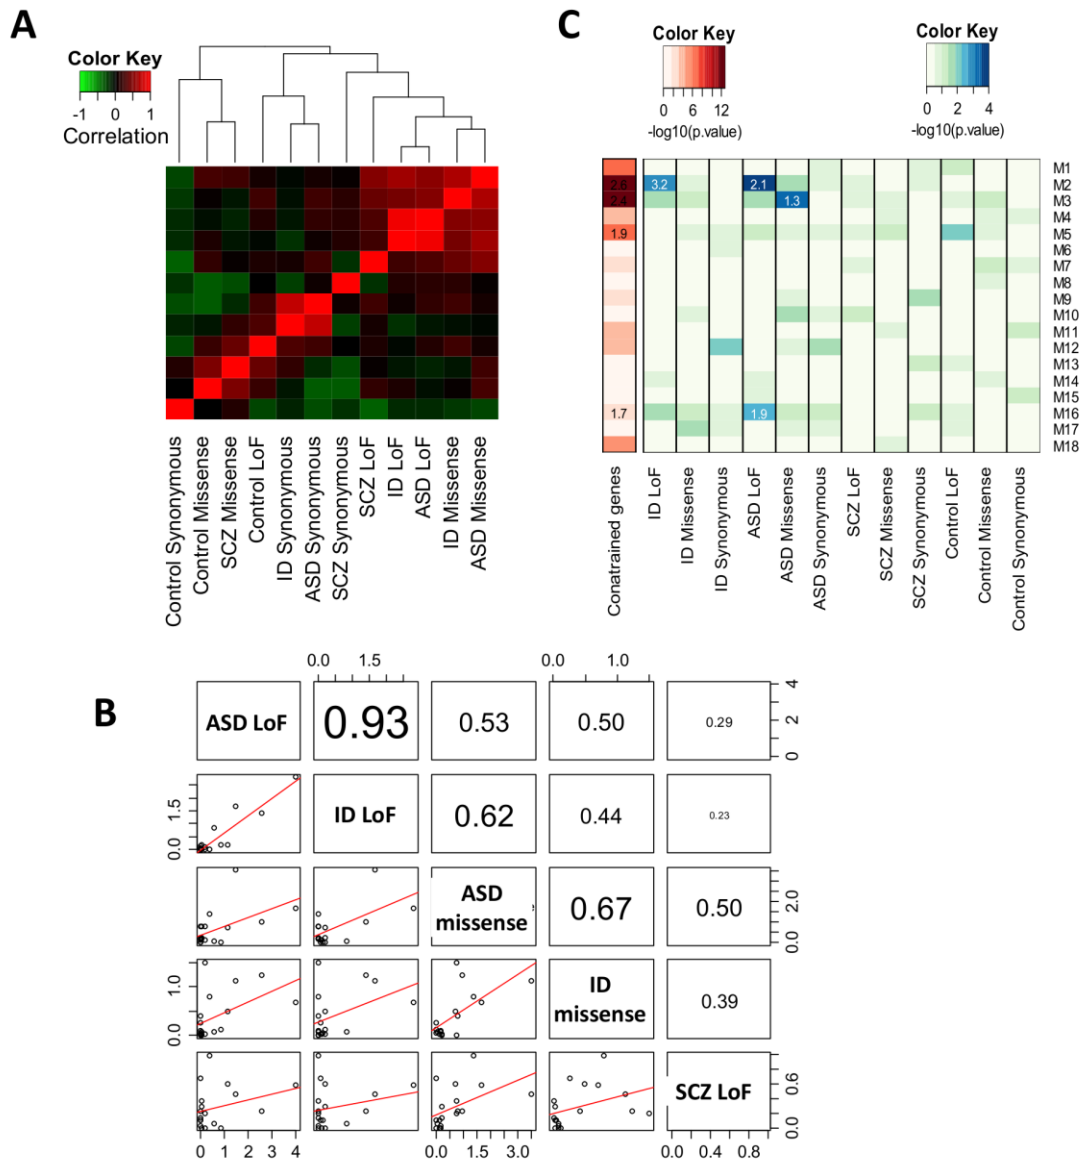 A
Color Key
-1 0 1
Correlation
Control Synonymous
Control Missense
SCZ Missense
Control LoF
ID Synonymous
ASD Synonymous
SCZ Synonymous
SCZ LoF
ID LoF
ASD LoF
ID Missense
ASD Missense
C
Color Key
0 6 12
-log10(p.value)
Color Key
0 2 4
-log10(p.value)
M1
2.6 3.2 2.1 M2
2.4 1.3 M3
M4
1.9 M5
M6
M7
M8
M9
M10
M11
M12
M13
M14
M15
1.7 1.9 M16
M17
M18
Conatrained genes
ID LoF
ID Missense
ID Synonymous
ASD LoF
ASD Missense
ASD Synonymous
SCZ LoF
SCZ Missense
SCZ Synonymous
Control LoF
Control Missense
Control Synonymous
B
0.0 1.5 0.0 1.0
ASD LoF 0.93 0.53 0.50 0.29
0 2 4
0.0 1.5
ID LoF 0.62 0.44 0.23
ASD
missense
0.67 0.50
0.0 2.0
0.0 1.0
ID
missense
0.39
SCZ LoF
0.0 0.6
0 1 2 3 4 0.0 1.5 3.0 0.0 0.4 0.8